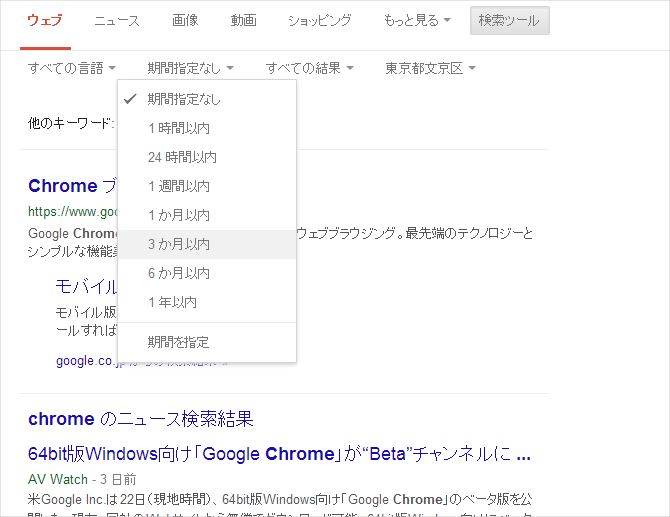 ウェブ ニュース 画像 動画 ショッピング もっと見る 検索ツール
すべての言語 期間指定なし すべての結果 東京都文京区
期間指定なし
他のキーワード:
1 時間以内
24 時間以内
1 週間以内
1 か月以内
3 か月以内
6 か月以内
1 年以内
期間を指定
Chrome ブ
https://www.goo
Google Chrom ウェブブラウジング。最先端のテクノロジーと
シンプルな機能
モバイル
モバイル版
ールすれば
google.co.jp からの検索結果 »
chrome のニュース検索結果
64bit版Windows向け「Google Chrome」が“Beta”チャンネルに ...
AV Watch - 3 日前
米Google Inc.は22日(現地時間)、64bit版Windows向け「Google Chrome」のベータ版を公